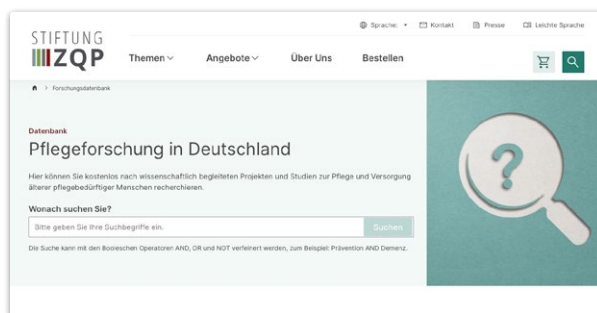 Sprache: Kontakt Presse Leichte Sprache
STIFTUNG
ZQP
Themen Angebote Über Uns Bestellen
> Forschungsdatenbank
Datenbank
Pflegeforschung in Deutschland
Hier können Sie kostenlos nach wissenschaftlich begleiteten Projekten und Studien zur Pflege und Versorgung
älterer pflegebedürftiger Menschen recherchieren.
Wonach suchen Sie?
Bitte geben Sie Ihre Suchbegriffe ein. Suchen
Die Suche kann mit den Booleschen Operatoren AND, OR und NOT verfeinert werden, zum Beispiel: Prävention AND Demenz.
?